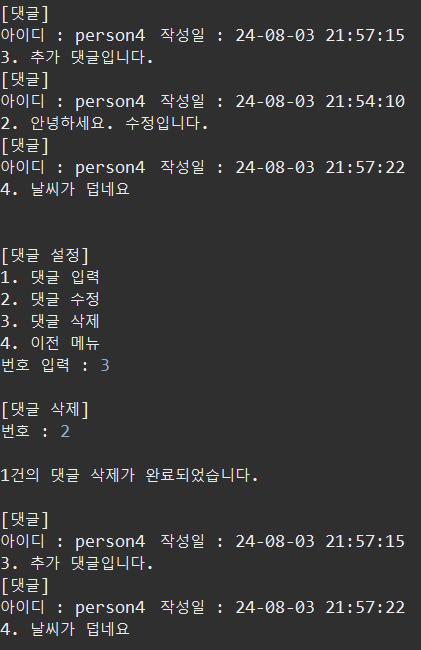 [댓글]
아이디 : person4 작성일 : 24-08-03 21:57:15
3. 추가 댓글입니다.
[댓글]
아이디 : person4 작성일 : 24-08-03 21:54:10
2. 안녕하세요. 수정입니다.
[댓글]
아이디 : person4 작성일 : 24-08-03 21:57:22
4. 날씨가 덥네요
[댓글 설정]
1. 댓글 입력
2. 댓글 수정
3. 댓글 삭제
4. 이전 메뉴
번호 입력 : 3
[댓글 삭제]
번호 : 2
1건의 댓글 삭제가 완료되었습니다.
[댓글]
아이디 : person4 작성일 : 24-08-03 21:57:15
3. 추가 댓글입니다.
[댓글]
아이디 : person4 작성일 : 24-08-03 21:57:22
4. 날씨가 덥네요